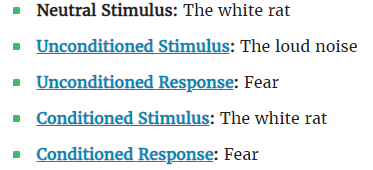 Neutral Stimulus: The white rat
Unconditioned Stimulus: The loud noise
Unconditioned Response: Fear
Conditioned Stimulus: The white rat
Conditioned Response: Fear